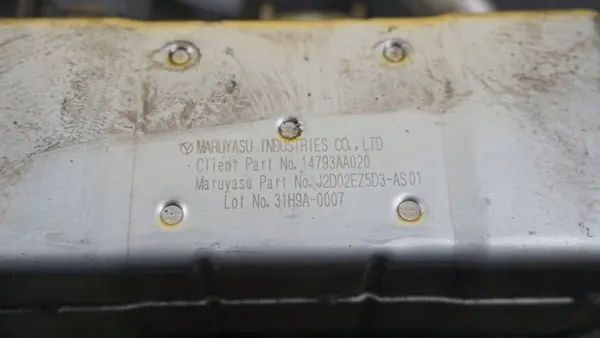 MARUYASU INDUSTRIES CO., LTD
Client Part No. 14793AA020
Maruyasu Part No. J2D02EZ5D3-AS01
Lot No. 31H9A-0007